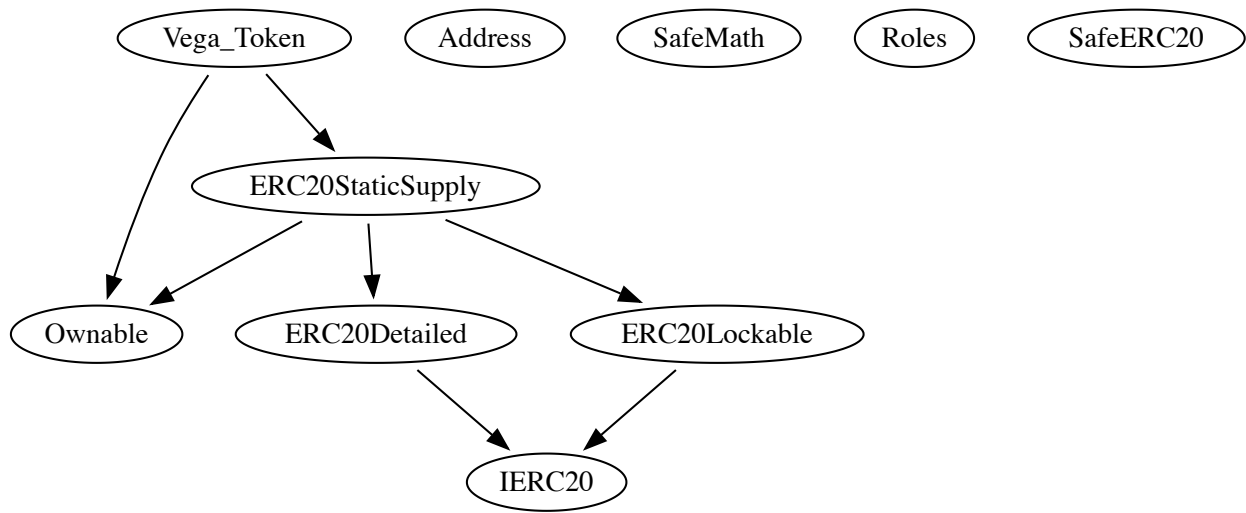 Vega_Token
Address
SafeMath
Roles
SafeERC20
ERC20StaticSupply
Ownable
ERC20Detailed
ERC20Lockable
IERC20